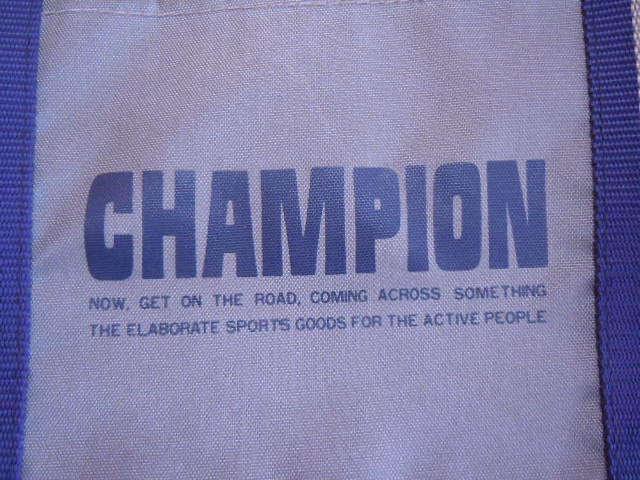 CHAMPION
NOW, GET ON THE ROAD, COMING ACROSS SOMETHING
THE ELABORATE SPORTS GOODS FOR THE ACTIVE PEOPLE